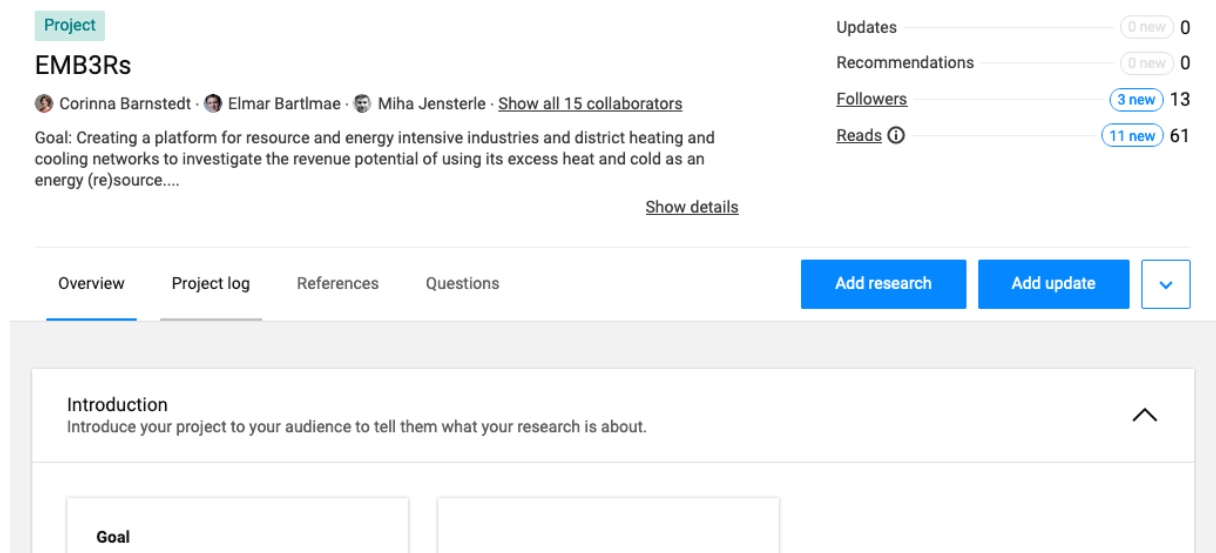 Project
EMB3Rs
Corinna Barnstedt · Elmar Bartlmae · Miha Jensterle · Show all 15 collaborators
Goal: Creating a platform for resource and energy intensive industries and district heating and
cooling networks to investigate the revenue potential of using its excess heat and cold as an
energy (re)source....
Show details
Updates 0 new 0
Recommendations 0 new 0
Followers 3 new 13
Reads 11 new 61
Overview Project log References Questions
Add research Add update
Introduction
Introduce your project to your audience to tell them what your research is about.
Goal